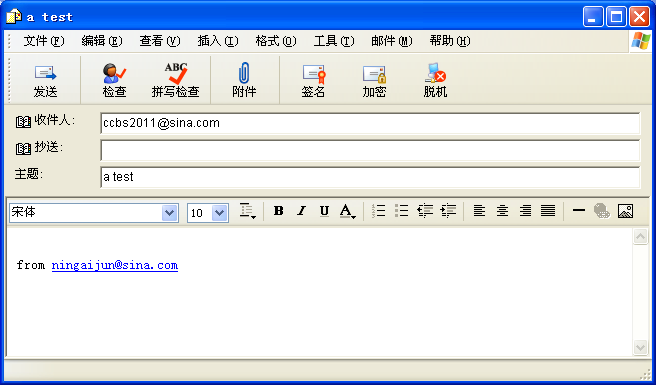 a test
文件(F) 编辑(E) 查看(V) 插入(I) 格式(O) 工具(T) 邮件(M) 帮助(H)
ABC
发送 检查 拼写检查 附件 签名 加密 脱机
收件人: ccbs2011@sina.com
抄送:
主题: a test
宋体 10 B I U A
from ningaijun@sina.com